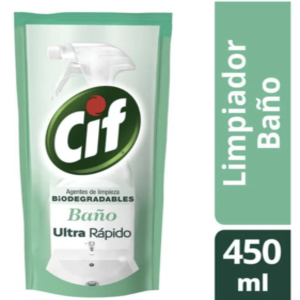 Cif
Agentes de limpieza
BIODEGRADABLES
Baño
Ultra Rápido
Limpiador
Baño
450
ml